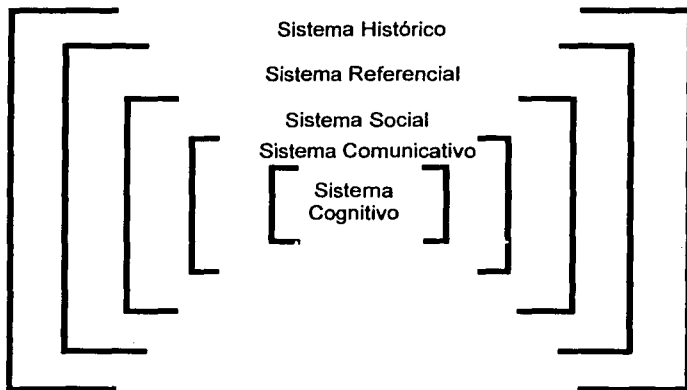 Sistema Histórico
Sistema Referencial
Sistema Social
Sistema Comunicativo
Sistema
Cognitivo